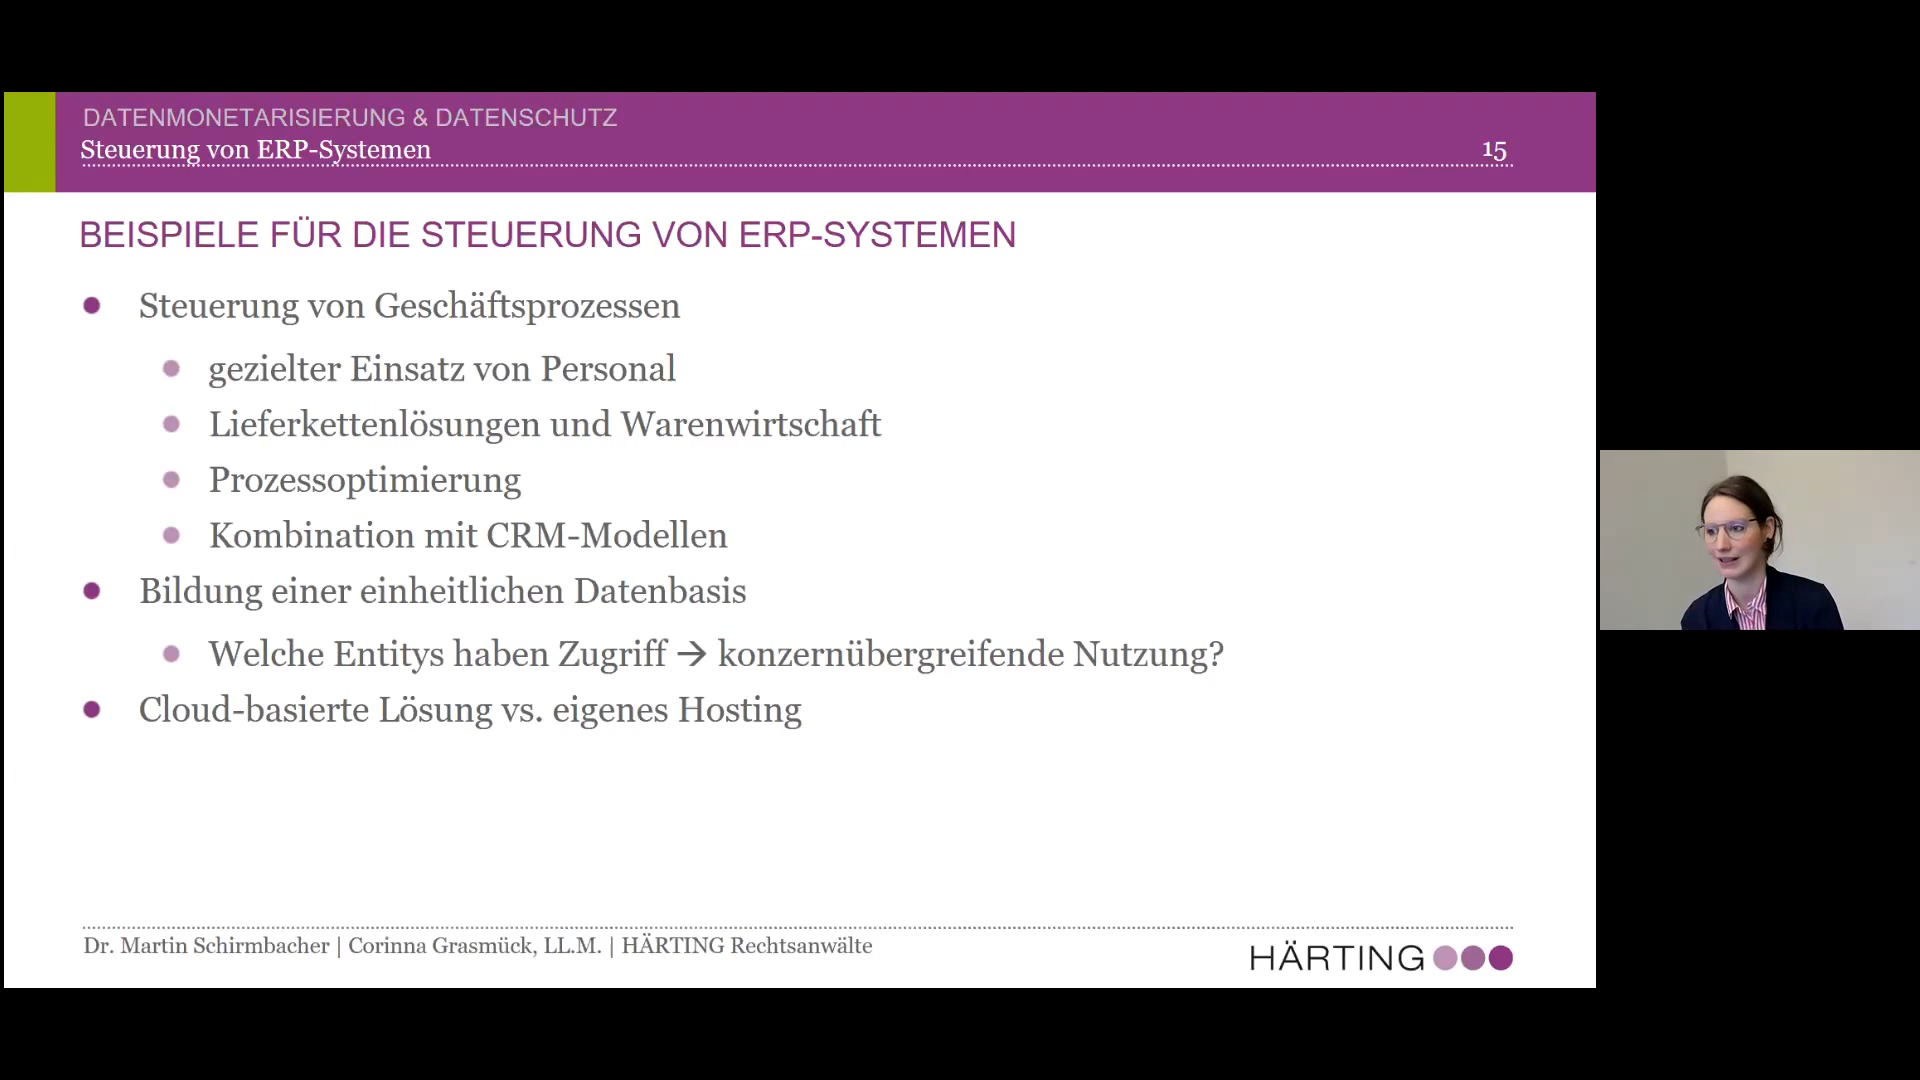 DATENMONETARISIERUNG & DATENSCHUTZ
Steuerung von ERP-Systemen
15
BEISPIELE FÜR DIE STEUERUNG VON ERP-SYSTEMEN
Steuerung von Geschäftsprozessen
gezielter Einsatz von Personal
Lieferkettenlösungen und Warenwirtschaft
Prozessoptimierung
Kombination mit CRM-Modellen
Bildung einer einheitlichen Datenbasis
Welche Entitys haben Zugriff → konzernübergreifende Nutzung?
Cloud-basierte Lösung vs. eigenes Hosting
Dr. Martin Schirmbacher | Corinna Grasmück, LL.M. | HÄRTING Rechtsanwälte
HÄRTING